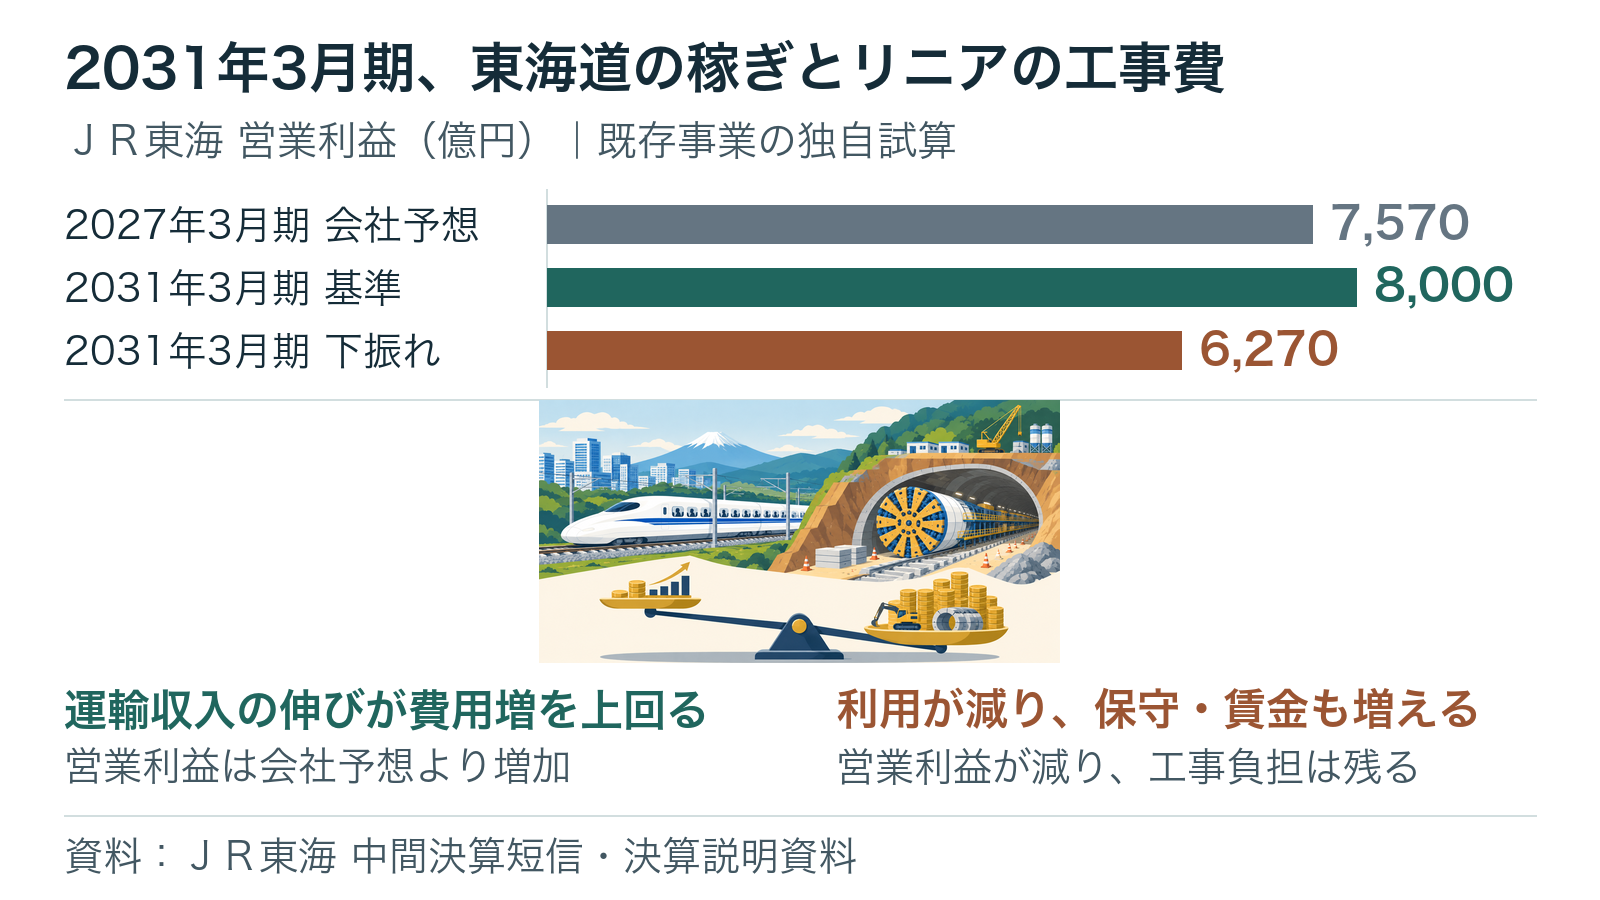 2031年3月期、東海道の稼ぎとリニアの工事費
ＪＲ東海 営業利益（億円）｜既存事業の独自試算
2027年3月期 会社予想 7,570
2031年3月期 基準 8,000
2031年3月期 下振れ 6,270
運輸収入の伸びが費用増を上回る
営業利益は会社予想より増加
利用が減り、保守・賃金も増える
営業利益が減り、工事負担は残る
資料：ＪＲ東海 中間決算短信・決算説明資料